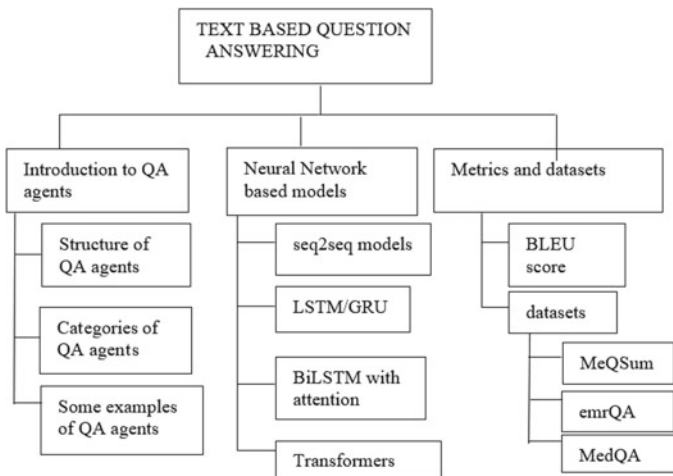 TEXT BASED QUESTION
ANSWERING
Introduction to QA
agents
Structure of
QA agents
Categories of
QA agents
Some examples
of QA agents
Neural Network
based models
seq2seq models
LSTM/GRU
BiLSTM with
attention
Transformers
Metrics and datasets
BLEU
score
datasets
MeQSum
emrQA
MedQA